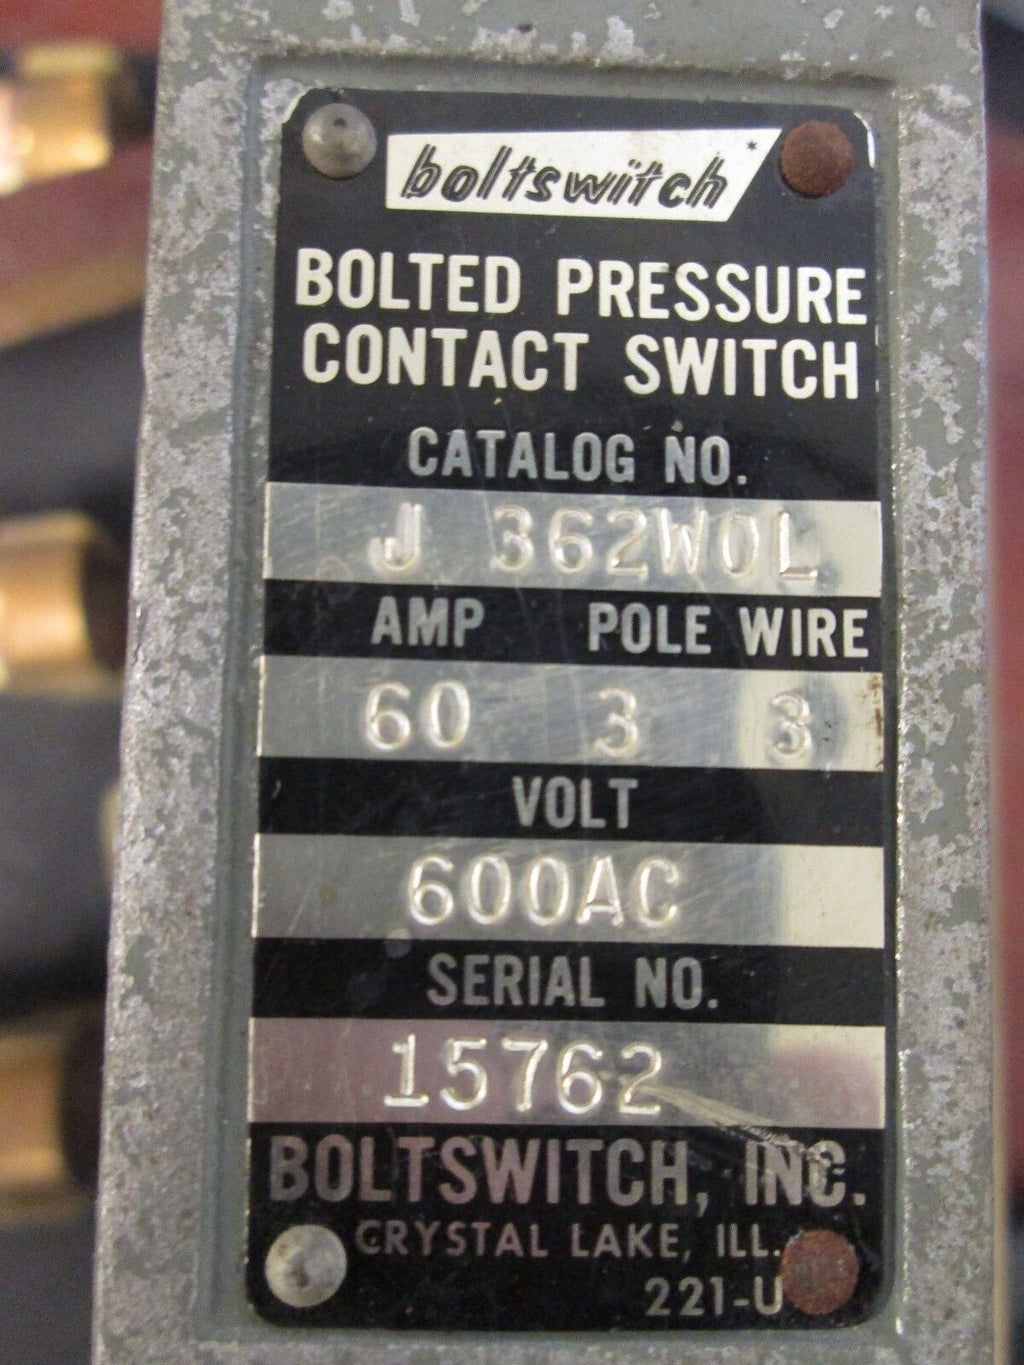 boltswitch*
BOLTED PRESSURE
CONTACT SWITCH
CATALOG NO.
J 362WOL
AMP POLE WIRE
60 3 3
VOLT
600AC
SERIAL NO.
15762
BOLTSWITCH, INC.
CRYSTAL LAKE, ILL.
221-U